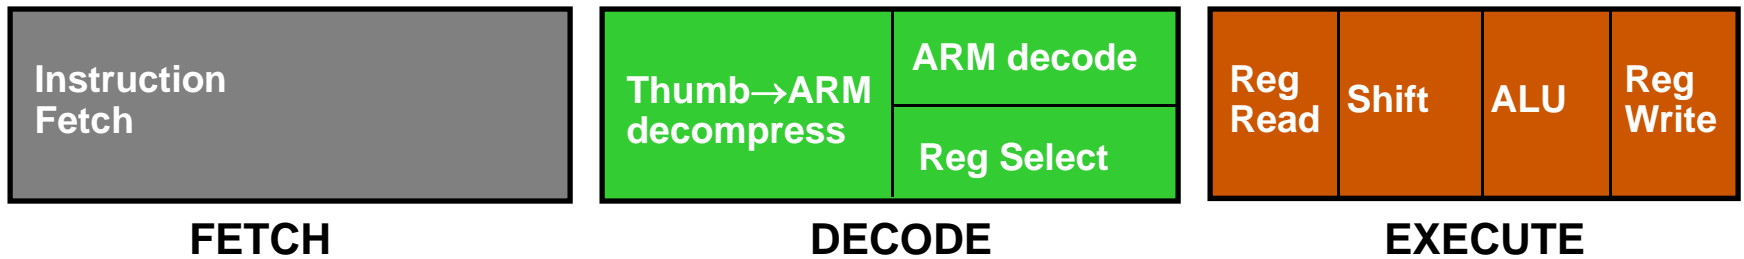 Instruction
Fetch
Thumb→ARM
decompress
ARM decode
Reg Select
Reg
Read
Shift
ALU
Reg
Write
FETCH
DECODE
EXECUTE